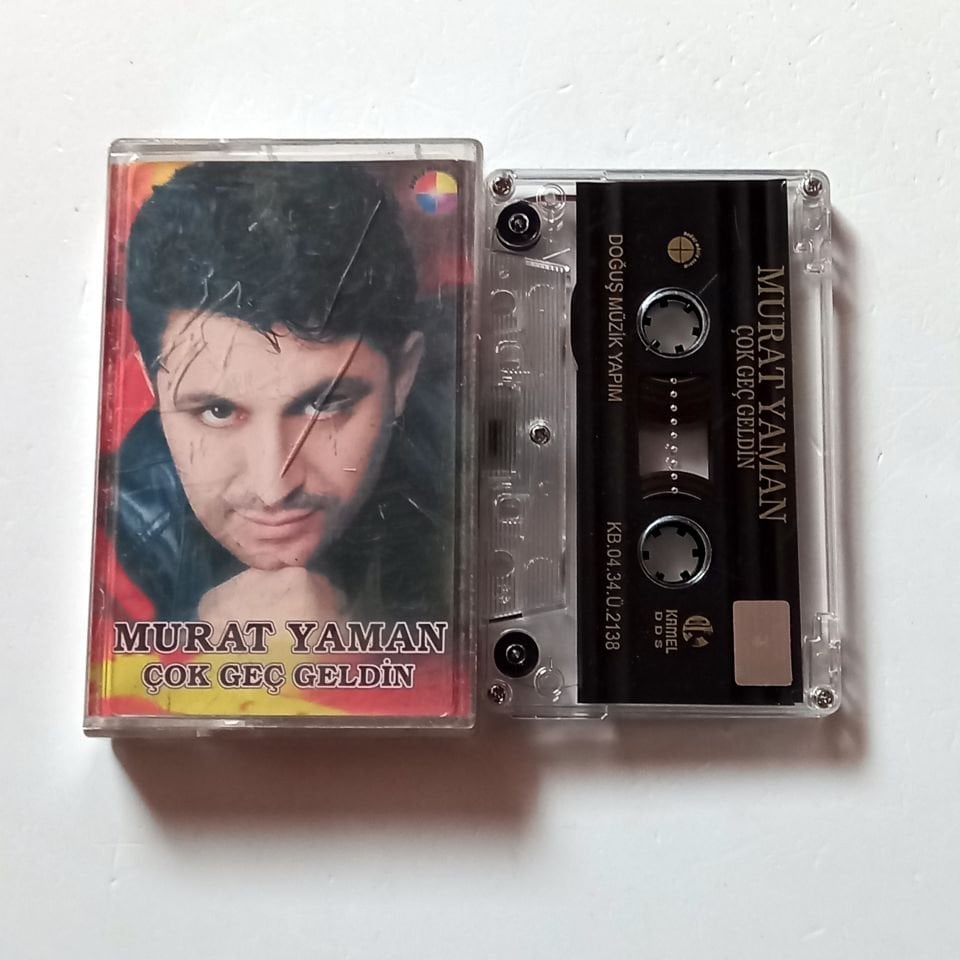 MURAT YAMAN
ÇOK GEÇ GELDİN
MURAT YAMAN
ÇOK GEÇ GELDİN
DOĞUŞ MÜZİK YAPIM
KB.04.34.Ü.2138
KAMEL
DDS